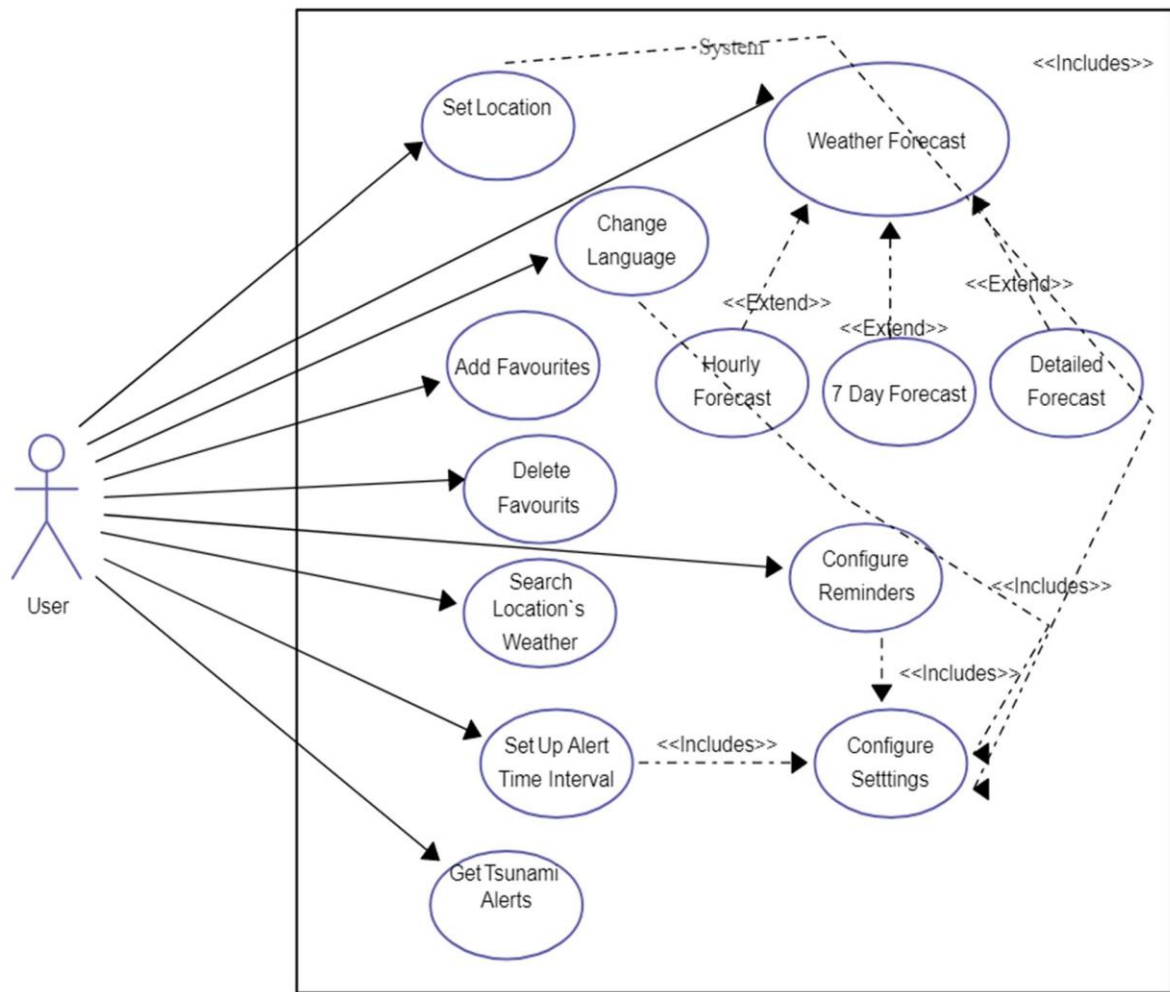 System
<<Includes>>
Set Location
Weather Forecast
Change
Language
<<Extend>>
<<Extend>>
<<Extend>>
Add Favourites
Hourly
Forecast
7 Day Forecast
Detailed
Forecast
Delete
Favourits
User
Search
Location`s
Weather
Configure
Reminders
<<Includes>>
<<Includes>>
Set Up Alert
Time Interval
<<Includes>>
Configure
Setttings
Get Tsunami
Alerts